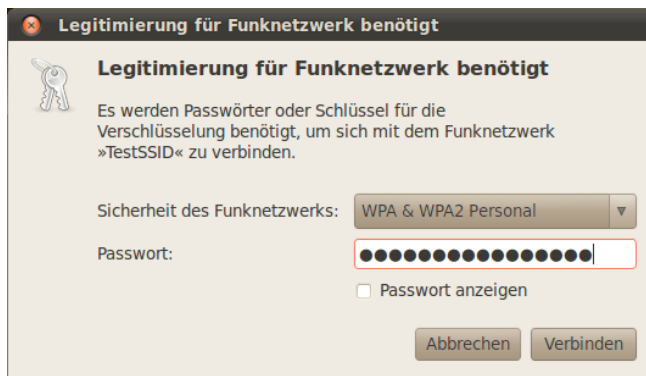 Legitimierung für Funknetzwerk benötigt
Legitimierung für Funknetzwerk benötigt
Es werden Passwörter oder Schlüssel für die
Verschlüsselung benötigt, um sich mit dem Funknetzwerk
»TestSSID« zu verbinden.
Sicherheit des Funknetzwerks: WPA & WPA2 Personal
Passwort: ●●●●●●●●●●●●●●●●
Passwort anzeigen
Abbrechen Verbinden